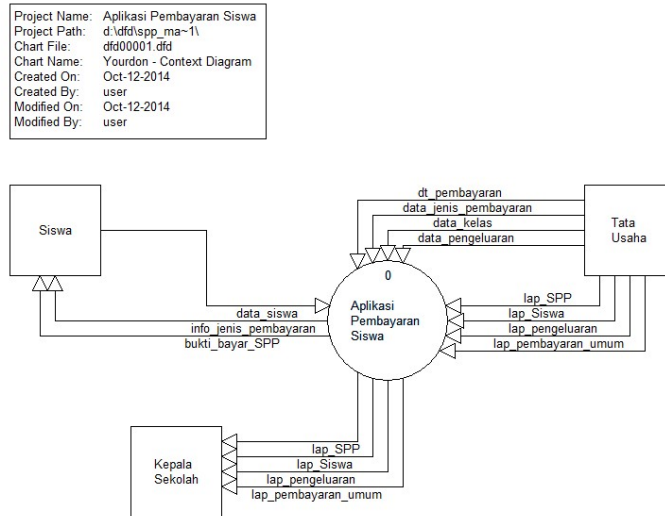 Project Name: Aplikasi Pembayaran Siswa
Project Path: d:\dfd\spp_ma~1\
Chart File: dfd00001.dfd
Chart Name: Yourdon - Context Diagram
Created On: Oct-12-2014
Created By: user
Modified On: Oct-12-2014
Modified By: user
Siswa
dt_pembayaran
data_jenis_pembayaran
data_kelas
data_pengeluaran
Tata
Usaha
0
Aplikasi
Pembayaran
Siswa
data_siswa
info_jenis_pembayaran
bukti_bayar_SPP
lap_SPP
lap_Siswa
lap_pengeluaran
lap_pembayaran_umum
Kepala
Sekolah
lap_SPP
lap_Siswa
lap_pengeluaran
lap_pembayaran_umum